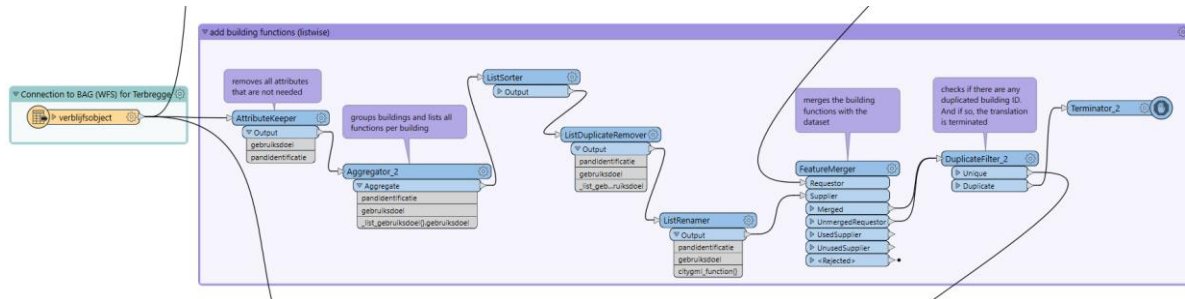 add building functions (listwise)
Connection to BAG (WFS) for Terbregge
verblijfsobject
removes all attributes
that are not needed
AttributeKeeper
Output
gebruiksdoel
pandidentificatie
groups buildings and lists all
functions per building
Aggregator_2
Aggregate
pandidentificatie
gebruiksdoel
_list_gebruiksdoel{}.gebruiksdoel
ListSorter
Output
ListDuplicateRemover
Output
pandidentificatie
gebruiksdoel
_list_geb...ruiksdoel
ListRenamer
Output
pandidentificatie
gebruiksdoel
citygml_function{}
merges the building
functions with the
dataset
FeatureMerger
Requestor
Supplier
Merged
UnmergedRequestor
UsedSupplier
UnusedSupplier
<Rejected>
checks if there are any
duplicated building ID.
And if so, the translation
is terminated
DuplicateFilter_2
Unique
Duplicate
Terminator_2